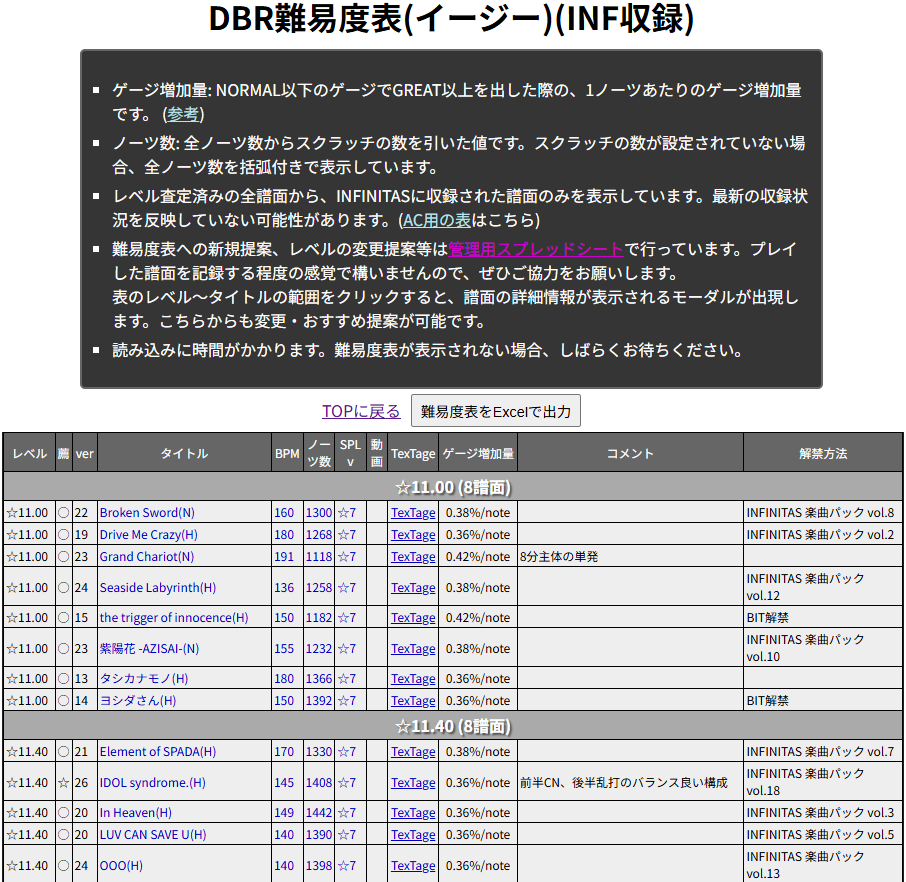 DBR難易度表(イージー)(INF収録)
ゲージ増加量: NORMAL以下のゲージでGREAT以上を出した際の、1ノーツあたりのゲージ増加量
です。 (参考)
ノーツ数: 全ノーツ数からスクラッチの数を引いた値です。スクラッチの数が設定されていない場
合、全ノーツ数を括弧付きで表示しています。
レベル査定済みの全譜面から、INFINITASに収録された譜面のみを表示しています。最新の収録状
況を反映していない可能性があります。(AC用の表はこちら)
難易度表への新規提案、レベルの変更提案等は管理用スプレッドシートで行っています。プレイ
した譜面を記録する程度の感覚で構いませんので、ぜひご協力をお願いします。
表のレベル～タイトルの範囲をクリックすると、譜面の詳細情報が表示されるモーダルが出現し
ます。こちらからも変更・おすすめ提案が可能です。
読み込みに時間がかかります。難易度表が表示されない場合、しばらくお待ちください。
TOPに戻る 難易度表をExcelで出力
レベル 薦 ver タイトル BPM ノーツ数 SPLv 動画 TexTage ゲージ増加量 コメント 解禁方法
☆11.00 (8譜面)
☆11.00 ○ 22 Broken Sword(N) 160 1300 ☆7 TexTage 0.38%/note INFINITAS 楽曲パック vol.8
☆11.00 ○ 19 Drive Me Crazy(H) 180 1268 ☆7 TexTage 0.36%/note INFINITAS 楽曲パック vol.2
☆11.00 ○ 23 Grand Chariot(N) 191 1118 ☆7 TexTage 0.42%/note 8分主体の単発
☆11.00 ○ 24 Seaside Labyrinth(H) 136 1258 ☆7 TexTage 0.38%/note INFINITAS 楽曲パック vol.12
☆11.00 ○ 15 the trigger of innocence(H) 150 1182 ☆7 TexTage 0.42%/note BIT解禁
☆11.00 ○ 23 紫陽花 -AZISAI-(N) 155 1232 ☆7 TexTage 0.38%/note INFINITAS 楽曲パック vol.10
☆11.00 ○ 13 タシカナモノ(H) 180 1366 ☆7 TexTage 0.36%/note
☆11.00 ○ 14 ヨシダさん(H) 150 1392 ☆7 TexTage 0.36%/note BIT解禁
☆11.40 (8譜面)
☆11.40 ○ 21 Element of SPADA(H) 170 1330 ☆7 TexTage 0.38%/note INFINITAS 楽曲パック vol.7
☆11.40 ☆ 26 IDOL syndrome.(H) 145 1408 ☆7 TexTage 0.36%/note 前半CN、後半乱打のバランス良い構成 INFINITAS 楽曲パック vol.18
☆11.40 ○ 20 In Heaven(H) 149 1442 ☆7 TexTage 0.36%/note INFINITAS 楽曲パック vol.3
☆11.40 ○ 20 LUV CAN SAVE U(H) 140 1390 ☆7 TexTage 0.36%/note INFINITAS 楽曲パック vol.5
☆11.40 ○ 24 OOO(H) 140 1398 ☆7 TexTage 0.36%/note INFINITAS 楽曲パック vol.13